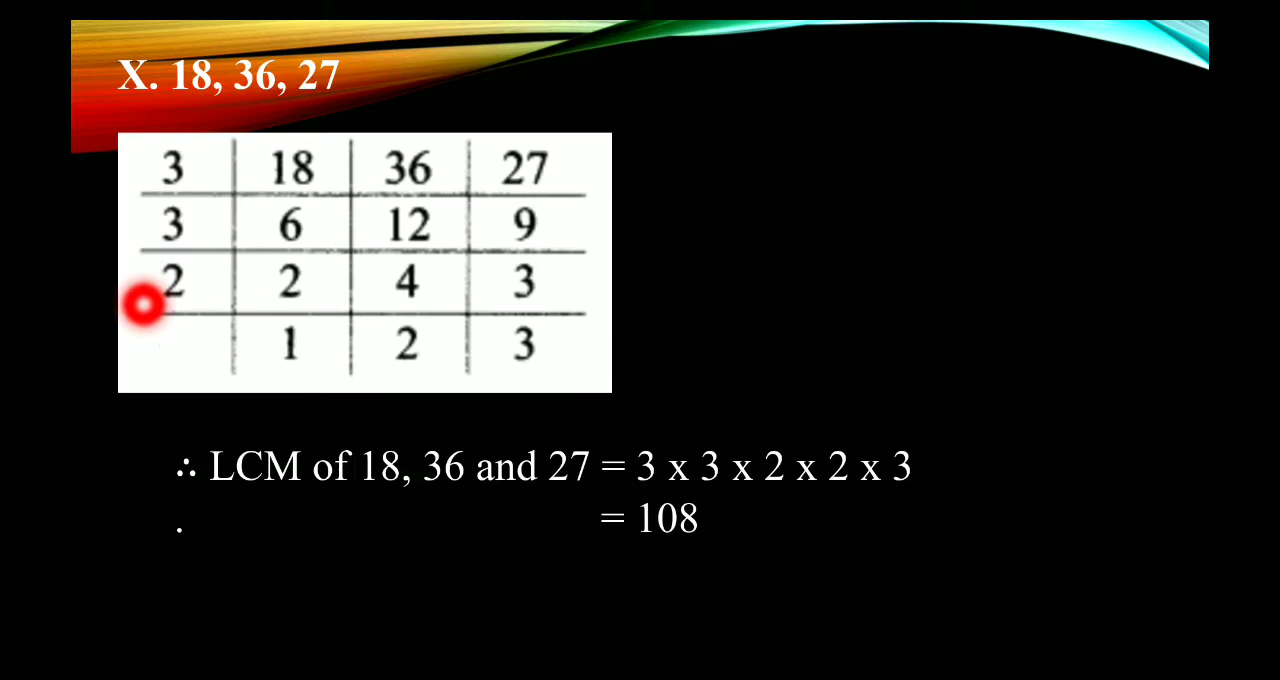 X. 18, 36, 27
3 18 36 27
3 6 12 9
2 2 4 3
1 2 3
∴ LCM of 18, 36 and 27 = 3 x 3 x 2 x 2 x 3
. = 108